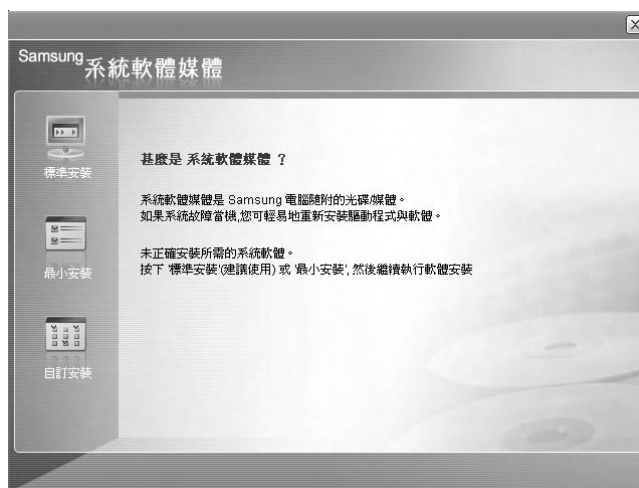 Samsung 系統軟體媒體
標準安裝
最小安裝
自訂安裝
甚麼是 系統軟體媒體 ？
系統軟體媒體是 Samsung 電腦隨附的光碟/媒體。
如果系統故障當機,您可輕易地重新安裝驅動程式與軟體。
未正確安裝所需的系統軟體。
按下 '標準安裝'(建議使用) 或 '最小安裝', 然後繼續執行軟體安裝